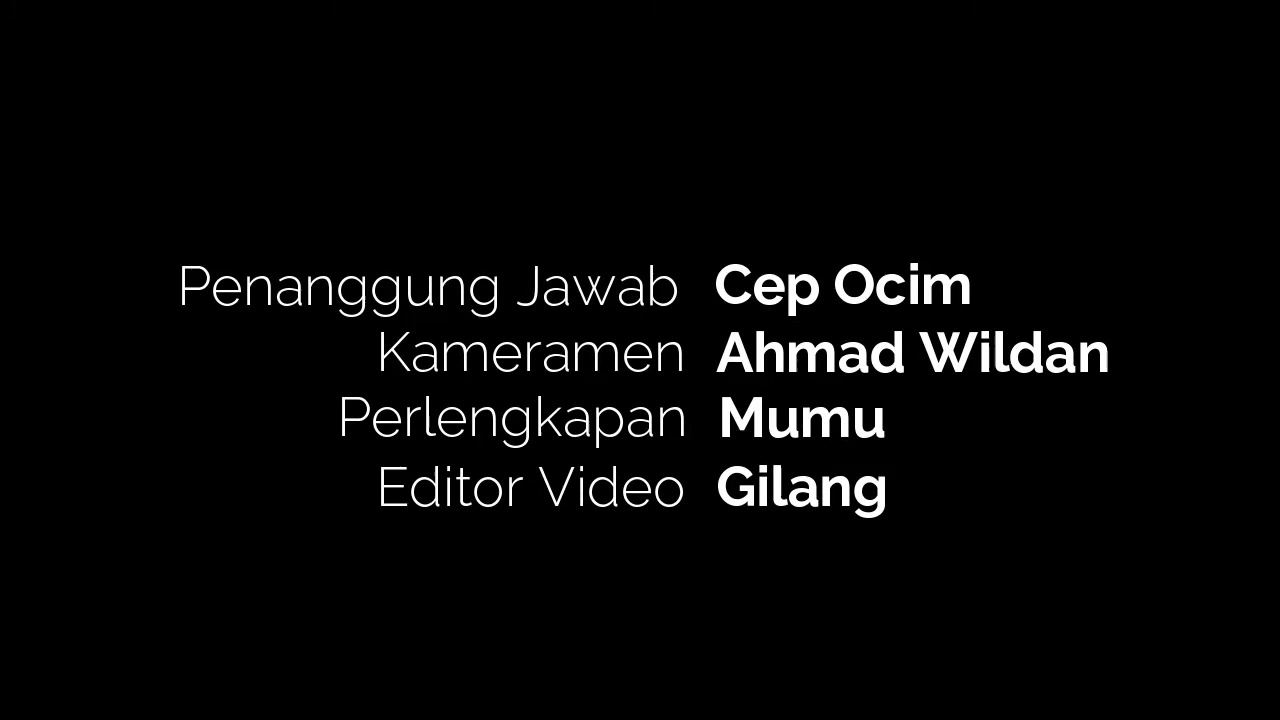 Penanggung Jawab Cep Ocim
Kameramen Ahmad Wildan
Perlengkapan Mumu
Editor Video Gilang